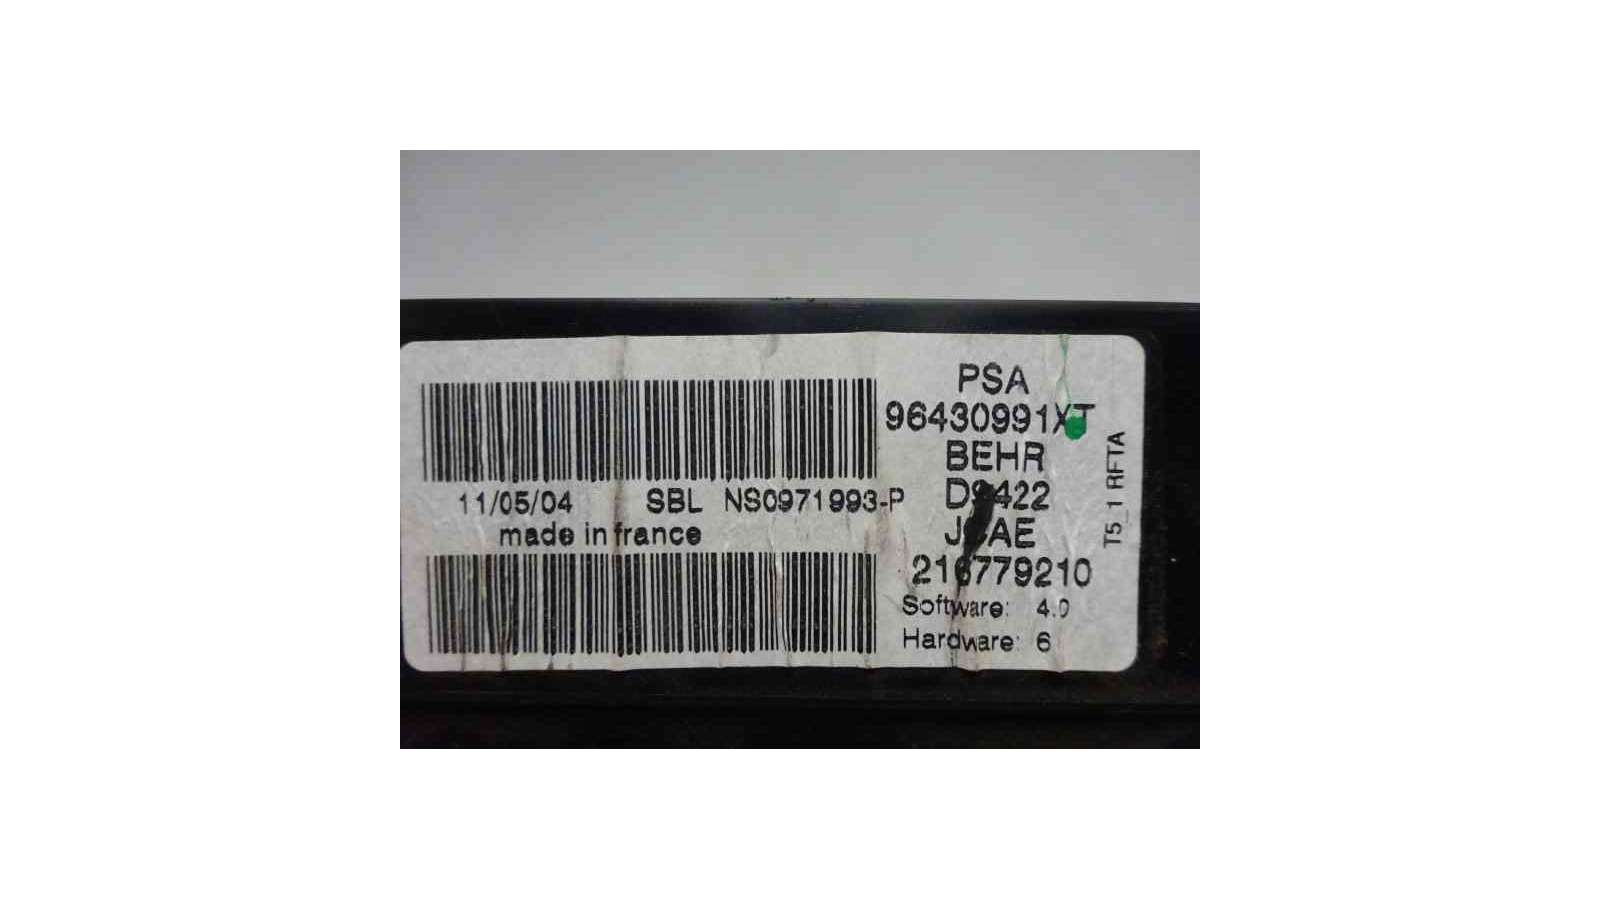 PSA
96430991XT
BEHR
11/05/04 SBL NS0971993-P
made in france
216779210
Software: 4.0
Hardware: 6
T5_1 RFTA